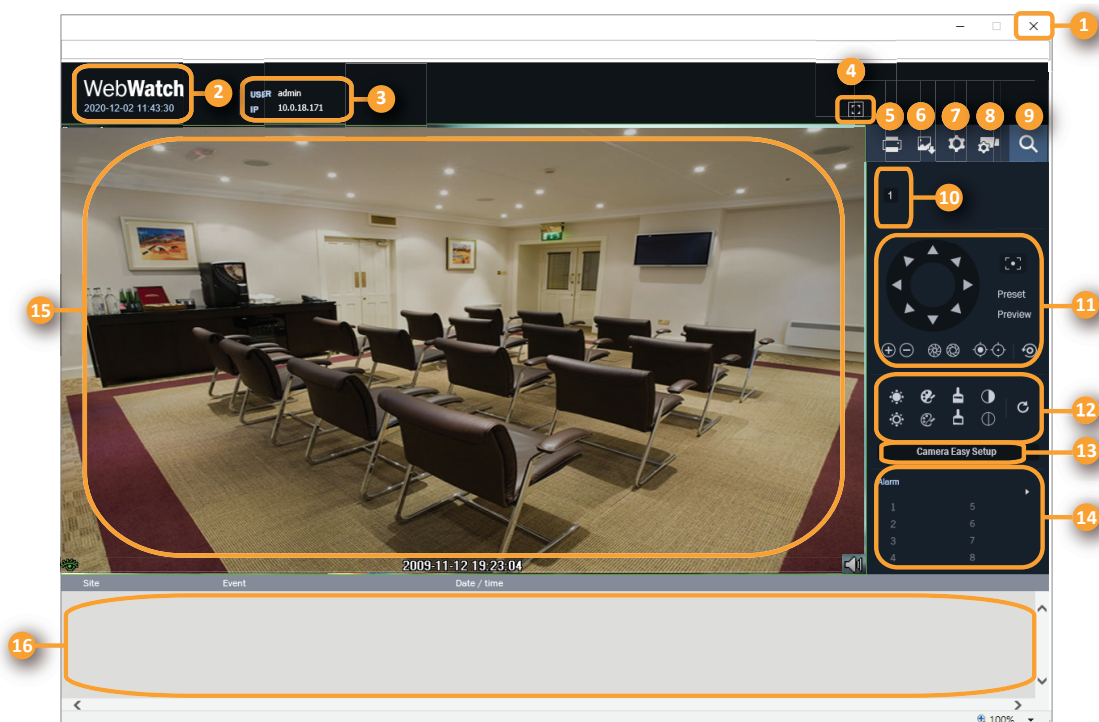 1
WebWatch
2020-12-02 11:43:30
2
USER admin
IP 10.0.18.171
3
4
5 6 7 8 9
1
10
15
Preset
Preview
11
12
Camera Easy Setup
13
Alarm
1 5
2 6
3 7
4 8
14
2009-11-12 19:23:04
Site Event Date / time
16
100%